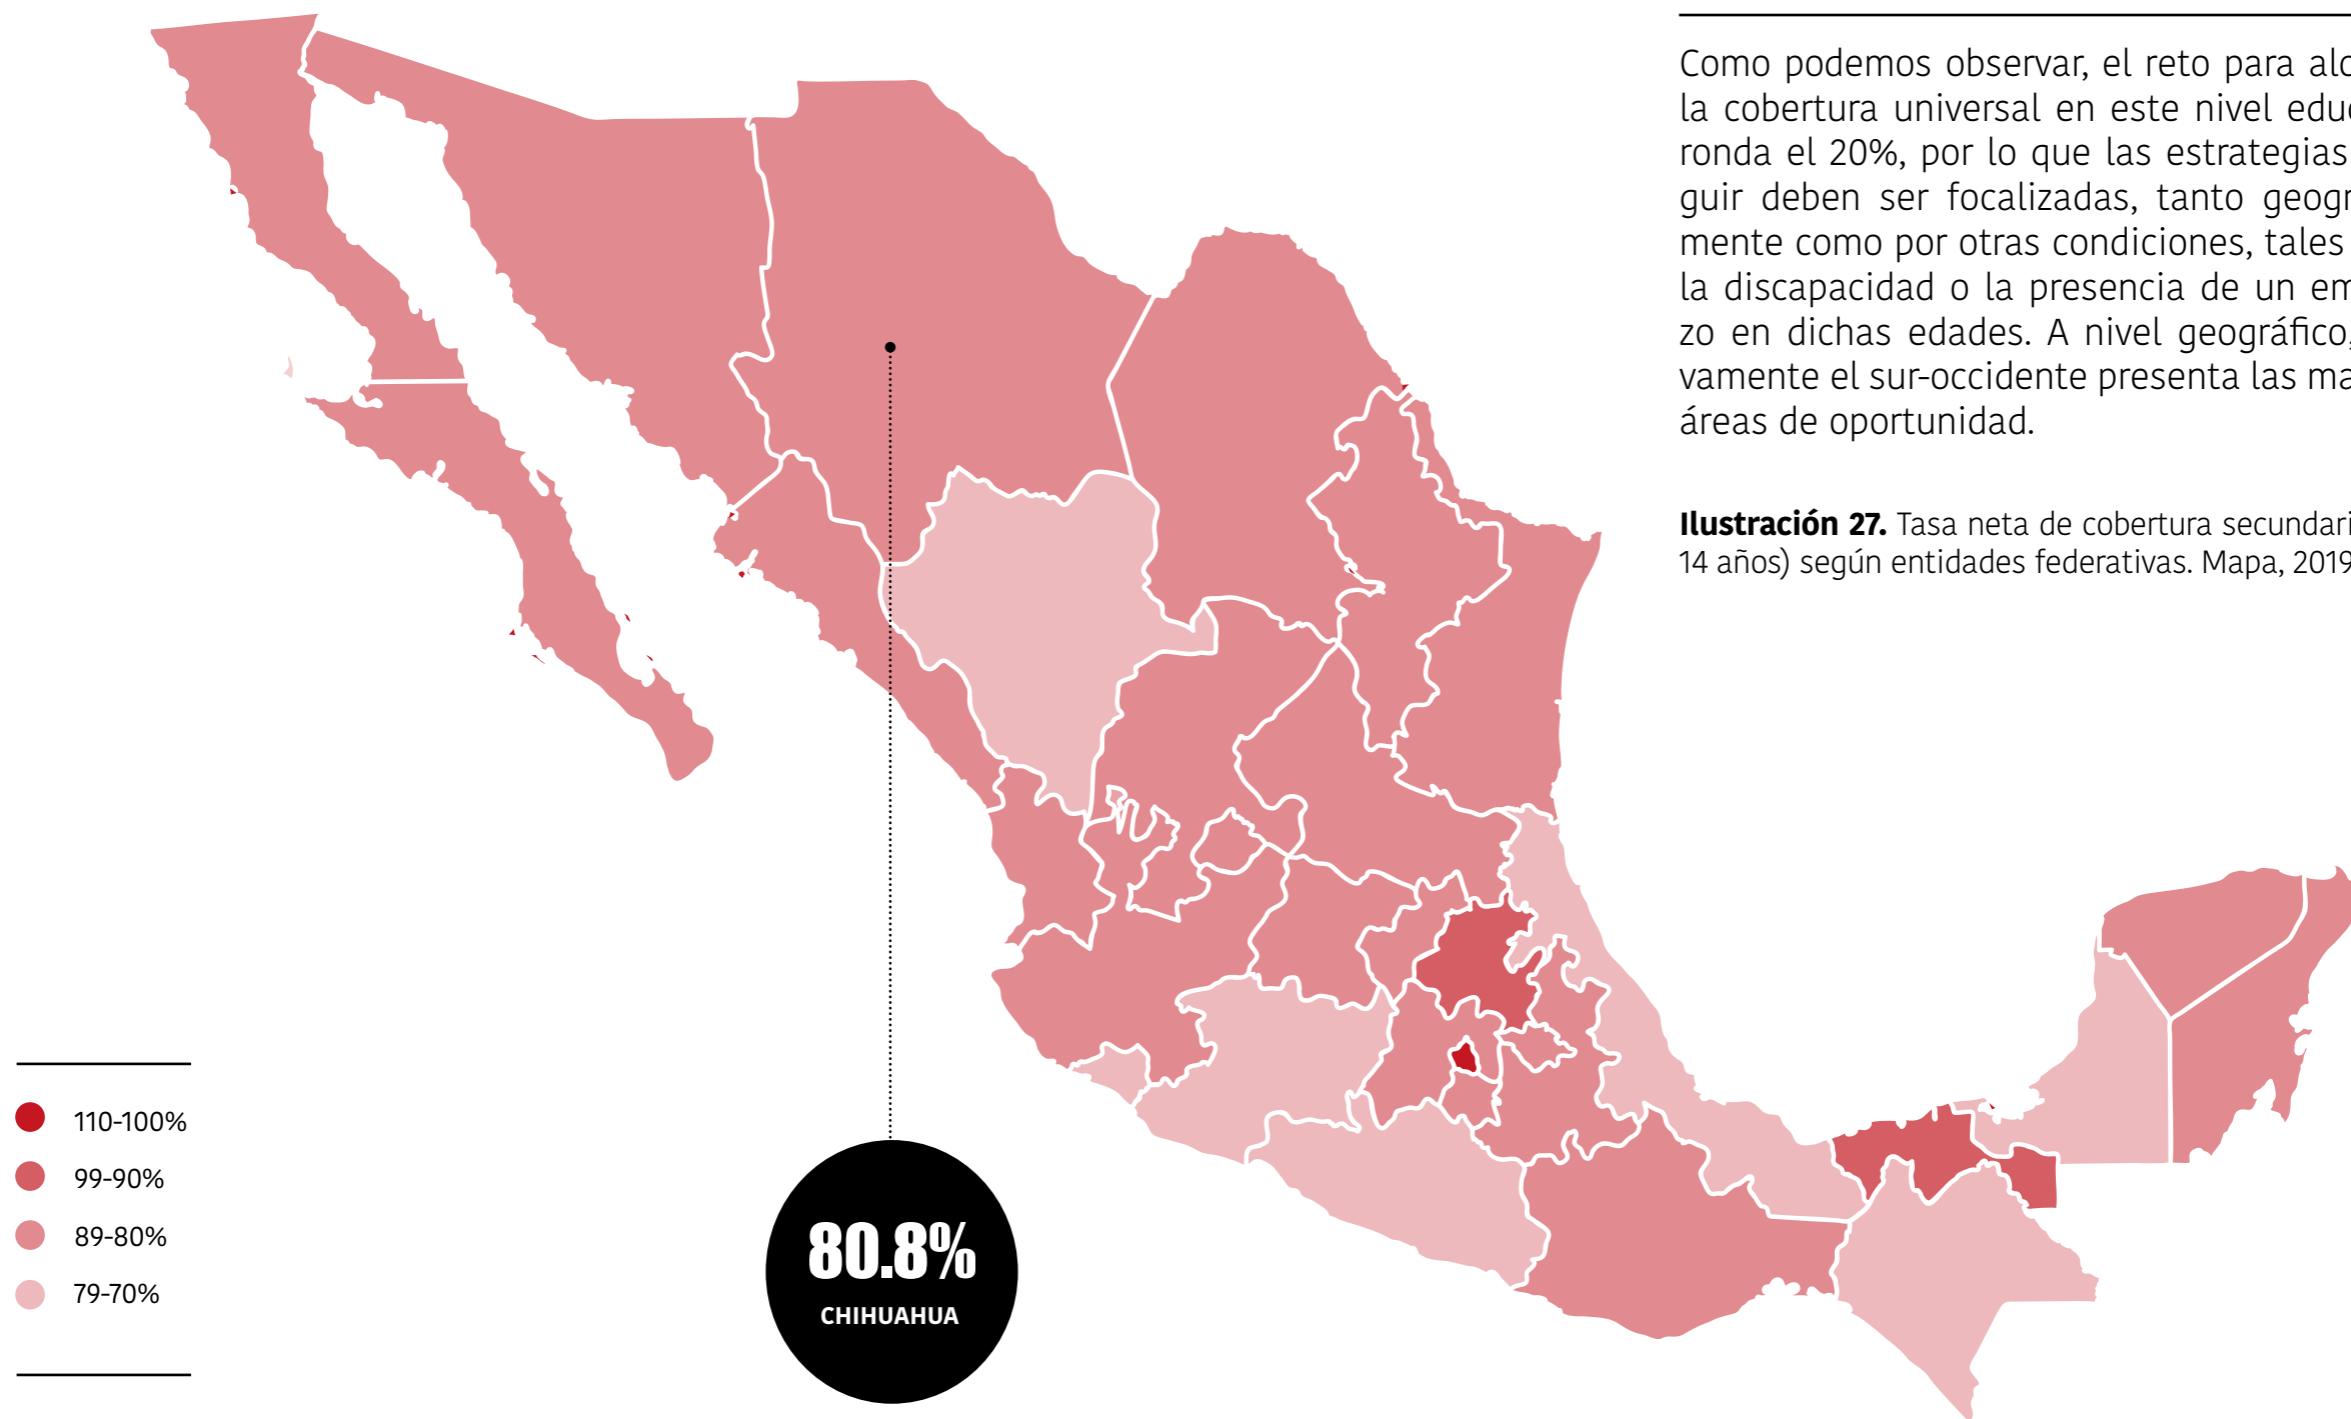 Como podemos observar, el reto para alc
la cobertura universal en este nivel educ
ronda el 20%, por lo que las estrategias
guir deben ser focalizadas, tanto geogr
mente como por otras condiciones, tales
la discapacidad o la presencia de un em
zo en dichas edades. A nivel geográfico,
vamente el sur-occidente presenta las ma
áreas de oportunidad.
Ilustración 27. Tasa neta de cobertura secundari
14 años) según entidades federativas. Mapa, 2019
110-100%
99-90%
89-80%
79-70%
80.8%
CHIHUAHUA